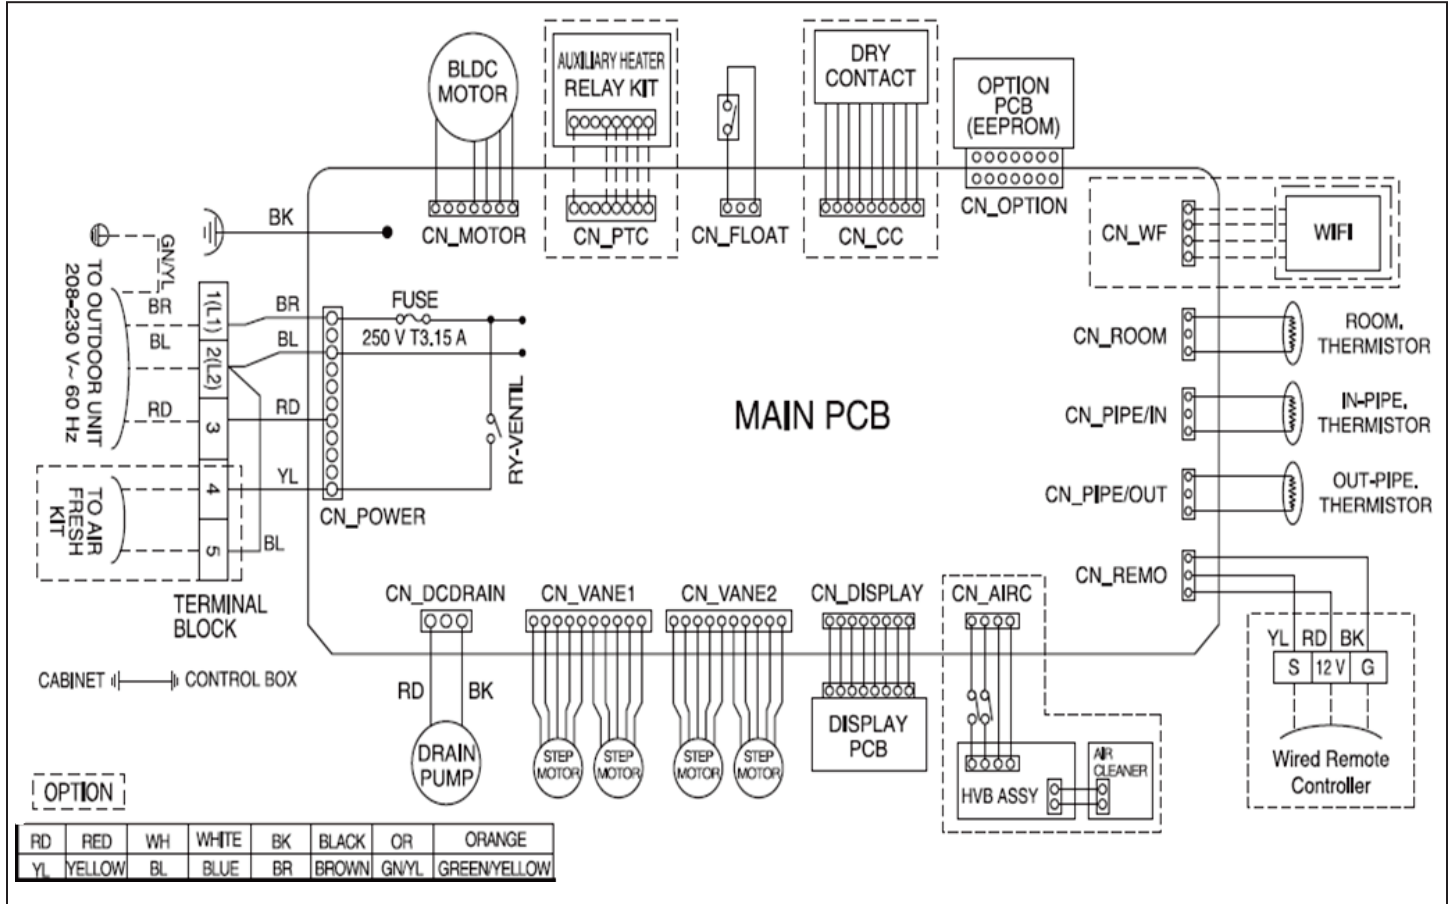 BLDC
MOTOR
AUXILIARY HEATER
RELAY KIT
DRY
CONTACT
OPTION
PCB
(EEPROM)
CN_MOTOR
CN_PTC
CN_FLOAT
CN_CC
CN_OPTION
CN_WF
WIFI
BK
GN/YL
TO OUTDOOR UNIT
208-230 V~ 60 Hz
BR
BL
RD
1(L1)
2(L2)
3
4
5
BR
BL
RD
YL
BL
FUSE
250 V T3.15 A
RY-VENTIL
CN_POWER
TO AIR
FRESH
KIT
TERMINAL
BLOCK
MAIN PCB
CN_ROOM
ROOM.
THERMISTOR
CN_PIPE/IN
IN-PIPE.
THERMISTOR
CN_PIPE/OUT
OUT-PIPE.
THERMISTOR
CN_REMO
YL RD BK
S 12 V G
Wired Remote
Controller
CN_DCDRAIN
CN_VANE1
CN_VANE2
CN_DISPLAY
CN_AIRC
RD
BK
DRAIN
PUMP
STEP
MOTOR
STEP
MOTOR
STEP
MOTOR
STEP
MOTOR
DISPLAY
PCB
HVB ASSY
AIR
CLEANER
CABINET
CONTROL BOX
OPTION
RD RED WH WHITE BK BLACK OR ORANGE
YL YELLOW BL BLUE BR BROWN GN/YL GREEN/YELLOW